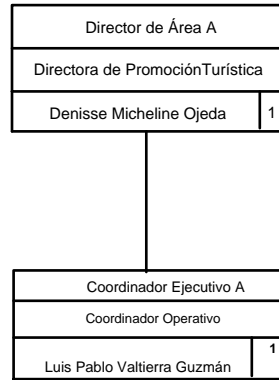 Director de Área A
Directora de PromociónTurística
Denisse Micheline Ojeda 1
Coordinador Ejecutivo A
Coordinador Operativo
1
Luis Pablo Valtierra Guzmán